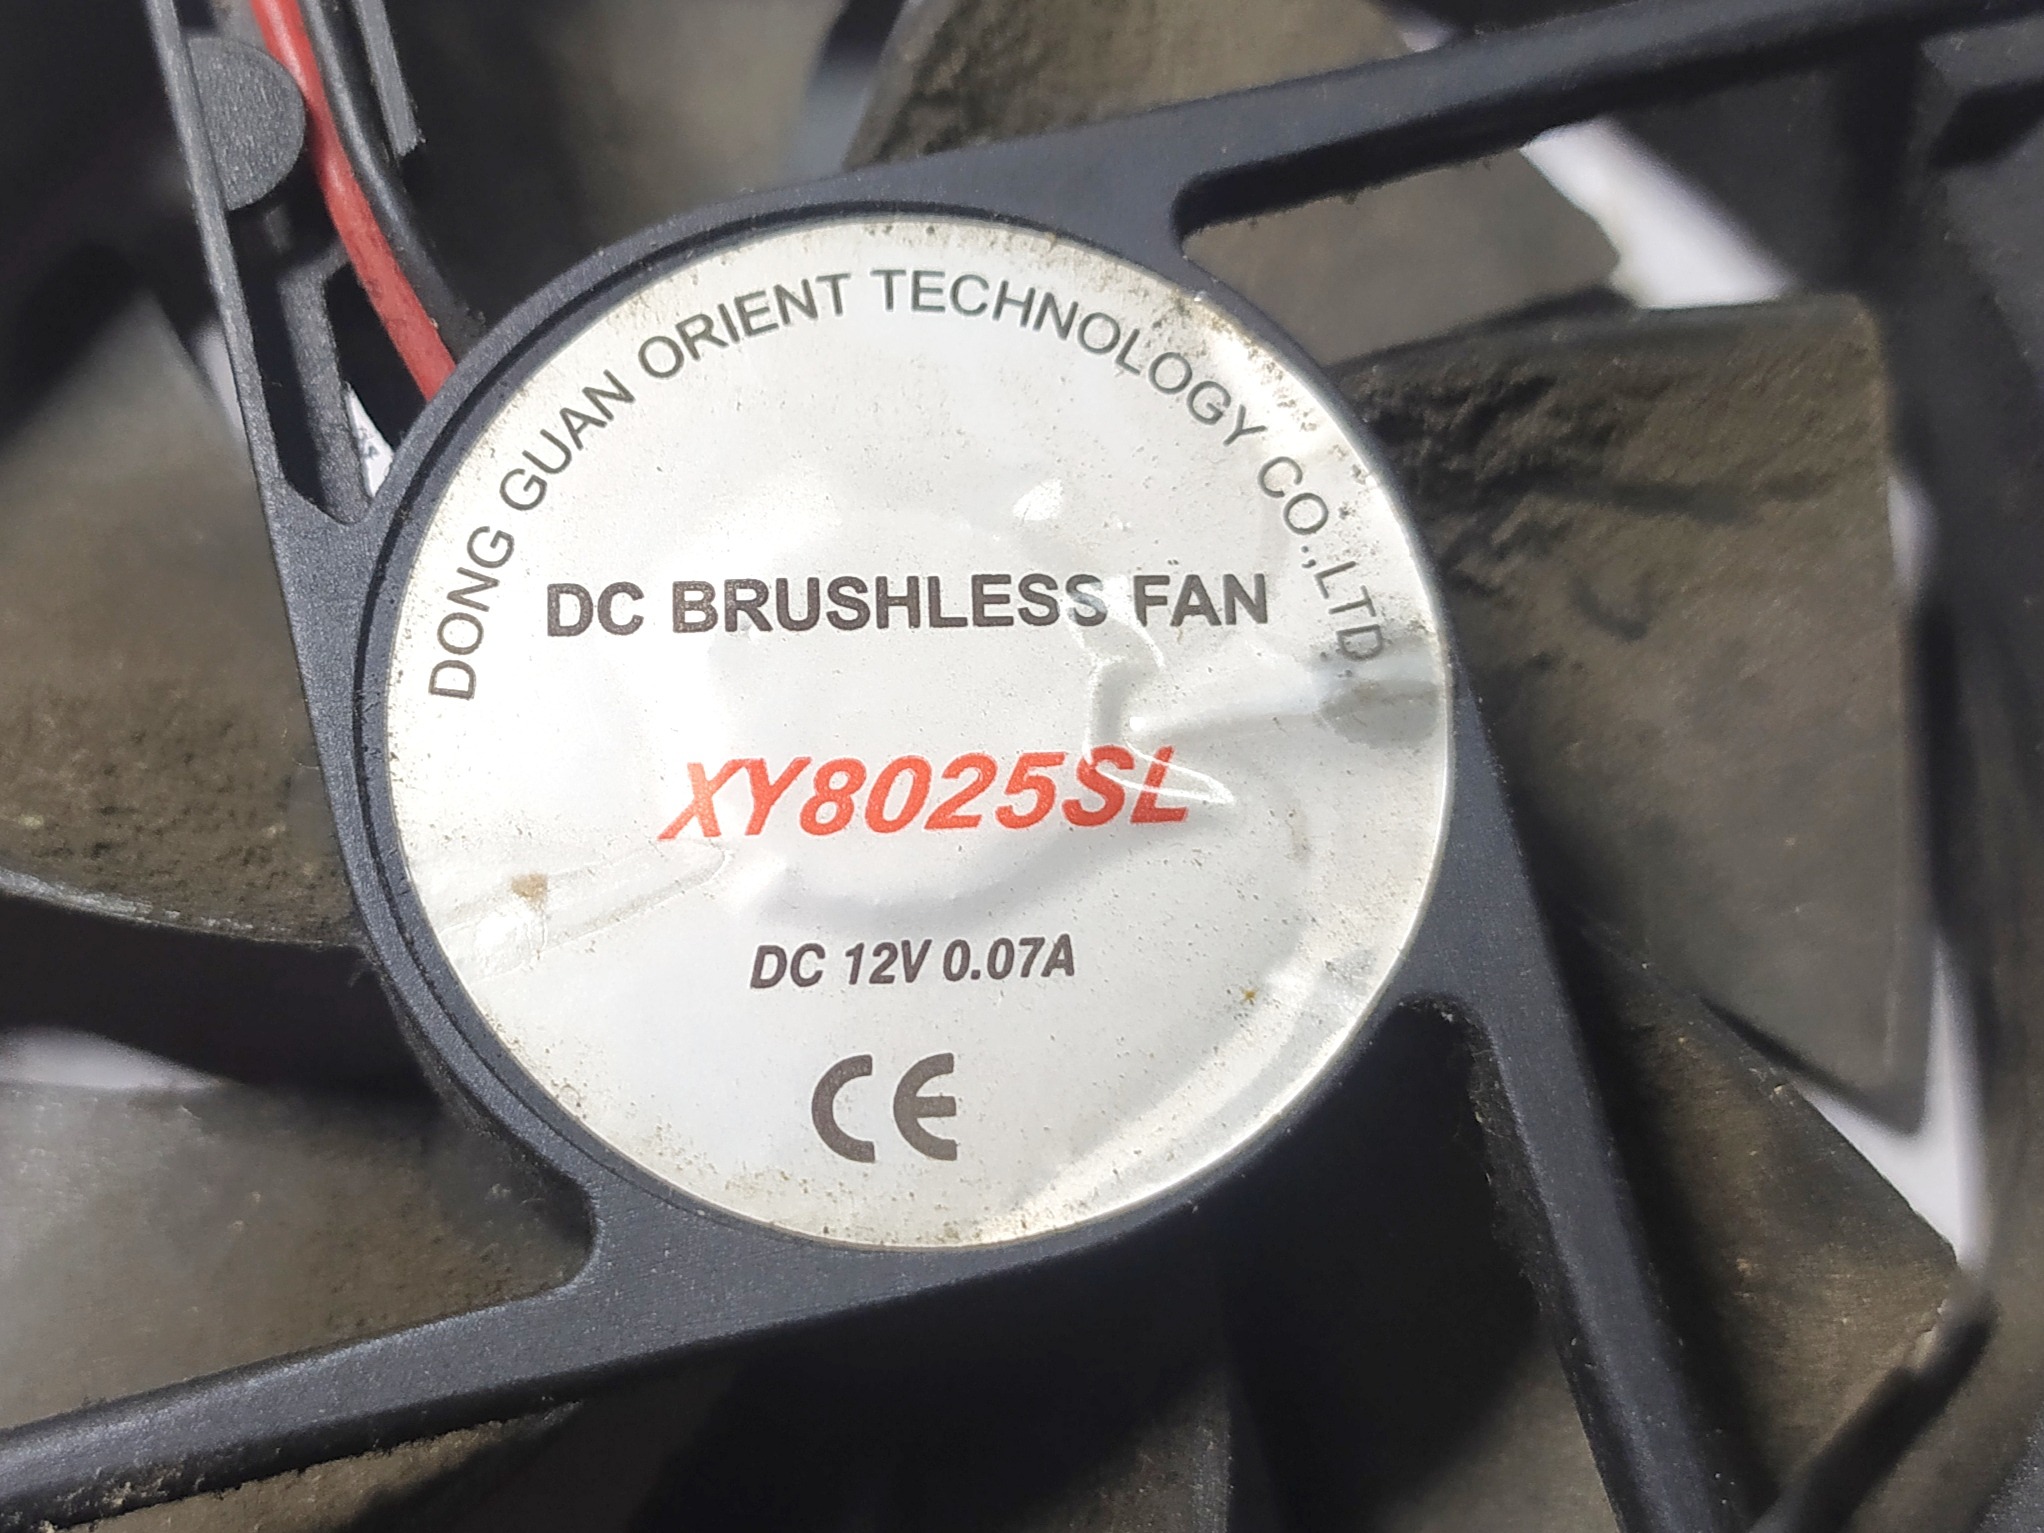 DONG GUAN ORIENT TECHNOLOGY CO.,LTD.
DC BRUSHLESS FAN
XY8025SL
DC 12V 0.07A
CE